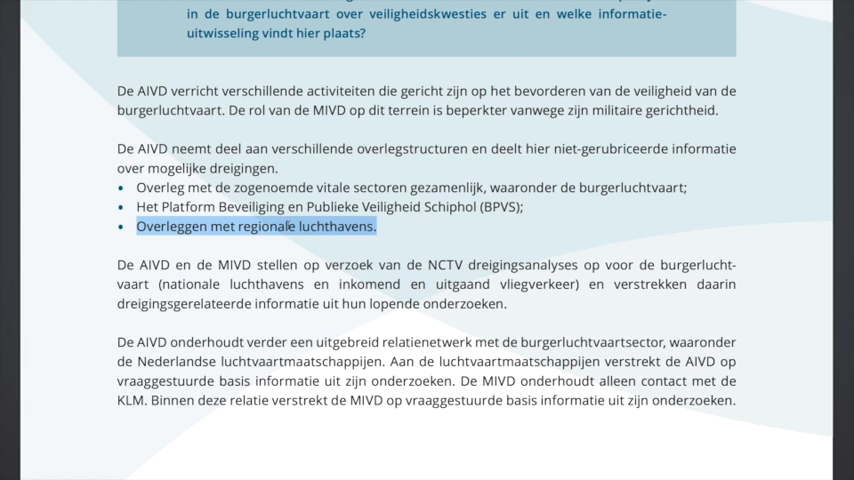 in de burgerluchtvaart over veiligheidskwesties er uit en welke informatie-
uitwisseling vindt hier plaats?
De AIVD verricht verschillende activiteiten die gericht zijn op het bevorderen van de veiligheid van de
burgerluchtvaart. De rol van de MIVD op dit terrein is beperkter vanwege zijn militaire gerichtheid.
De AIVD neemt deel aan verschillende overlegstructuren en deelt hier niet-gerubriceerde informatie
over mogelijke dreigingen.
• Overleg met de zogenoemde vitale sectoren gezamenlijk, waaronder de burgerluchtvaart;
• Het Platform Beveiliging en Publieke Veiligheid Schiphol (BPVS);
• Overleggen met regionale luchthavens.
De AIVD en de MIVD stellen op verzoek van de NCTV dreigingsanalyses op voor de burgerlucht-
vaart (nationale luchthavens en inkomend en uitgaand vliegverkeer) en verstrekken daarin
dreigingsgerelateerde informatie uit hun lopende onderzoeken.
De AIVD onderhoudt verder een uitgebreid relatienetwerk met de burgerluchtvaartsector, waaronder
de Nederlandse luchtvaartmaatschappijen. Aan de luchtvaartmaatschappijen verstrekt de AIVD op
vraaggestuurde basis informatie uit zijn onderzoeken. De MIVD onderhoudt alleen contact met de
KLM. Binnen deze relatie verstrekt de MIVD op vraaggestuurde basis informatie uit zijn onderzoeken.